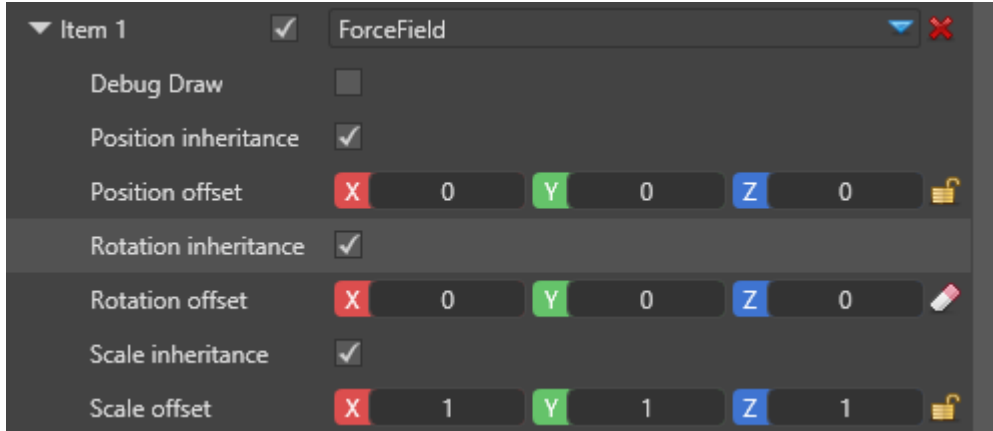 Item 1 ForceField
Debug Draw
Position inheritance
Position offset X 0 Y 0 Z 0
Rotation inheritance
Rotation offset X 0 Y 0 Z 0
Scale inheritance
Scale offset X 1 Y 1 Z 1